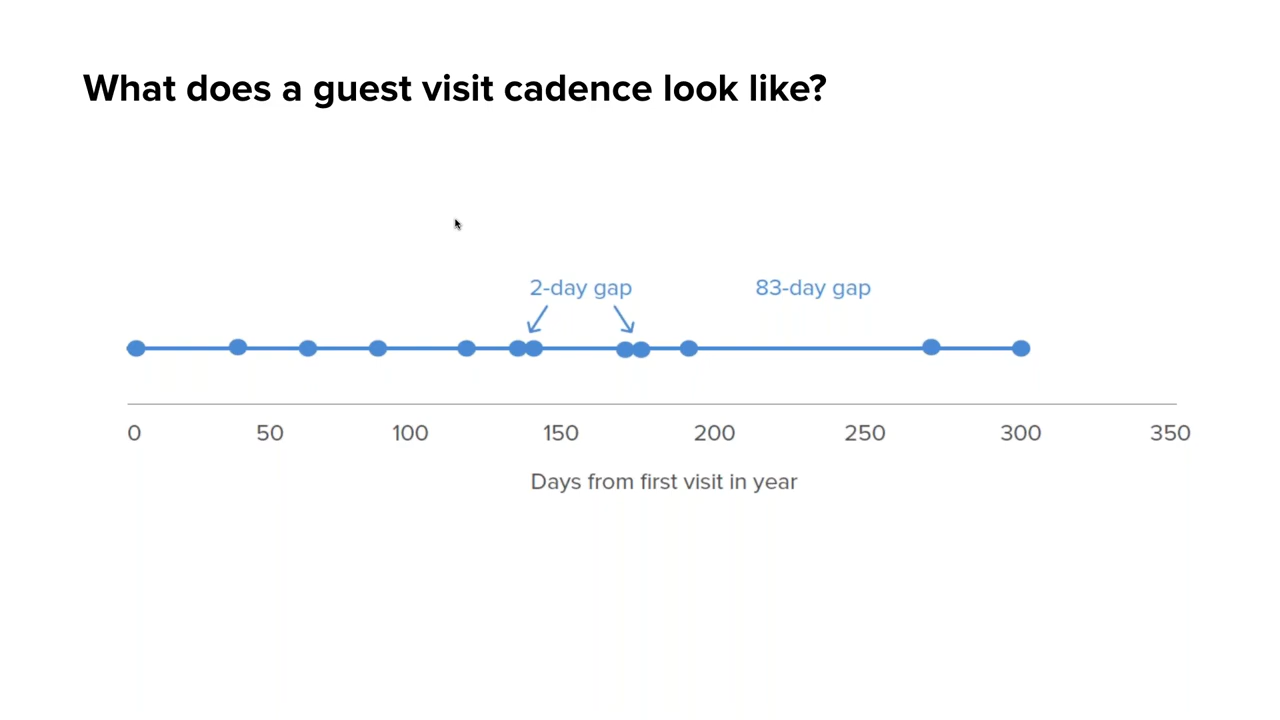 What does a guest visit cadence look like?
2-day gap 83-day gap
0 50 100 150 200 250 300 350
Days from first visit in year